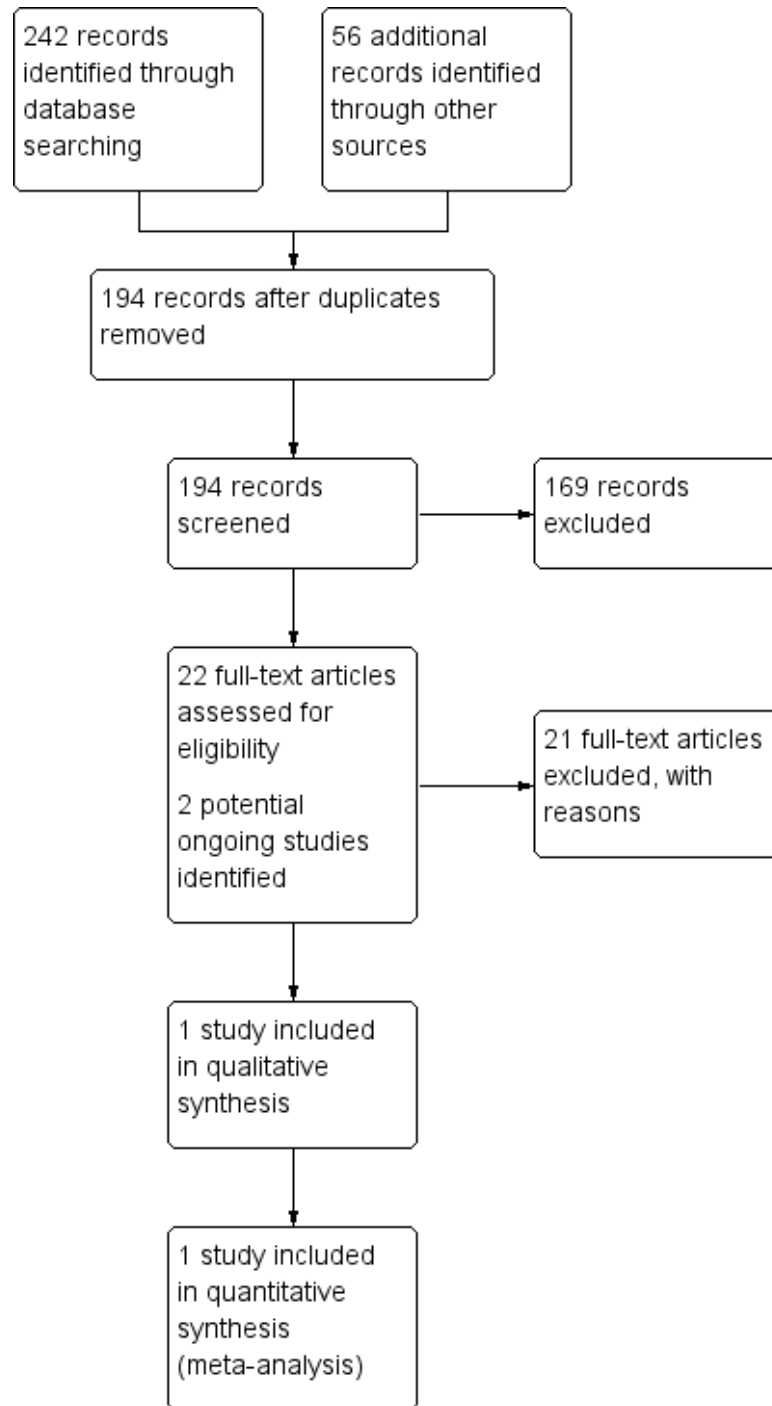 242 records
identified through
database
searching
56 additional
records identified
through other
sources
194 records after duplicates
removed
194 records
screened
169 records
excluded
22 full-text articles
assessed for
eligibility
2 potential
ongoing studies
identified
21 full-text articles
excluded, with
reasons
1 study included
in qualitative
synthesis
1 study included
in quantitative
synthesis
(meta-analysis)